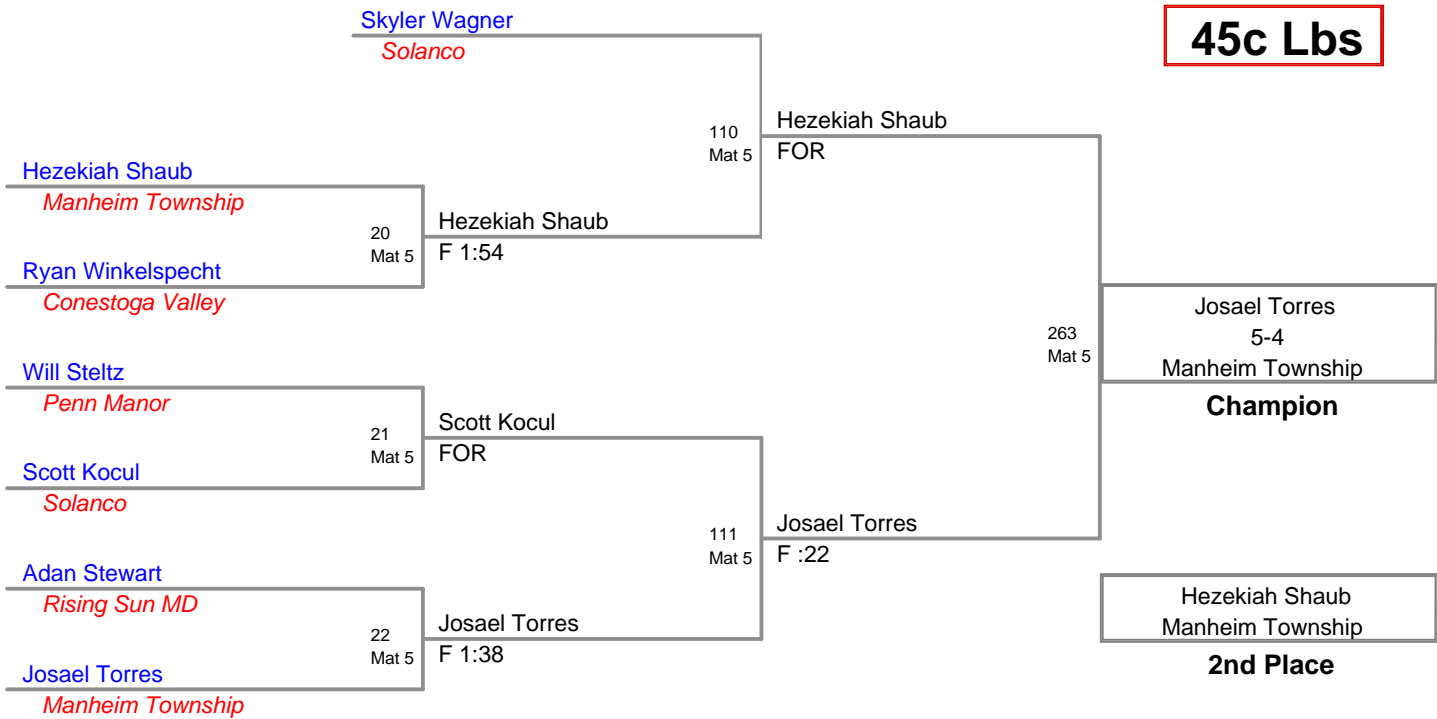 Skyler Wagner
Solanco
45c Lbs
110
Mat 5
Hezekiah Shaub
FOR
Hezekiah Shaub
Manheim Township
20
Mat 5
Hezekiah Shaub
F 1:54
Ryan Winkelspecht
Conestoga Valley
263
Mat 5
Josael Torres
5-4
Manheim Township
Champion
Will Steltz
Penn Manor
21
Mat 5
Scott Kocul
FOR
Scott Kocul
Solanco
111
Mat 5
Josael Torres
F :22
Adan Stewart
Rising Sun MD
22
Mat 5
Josael Torres
F 1:38
Josael Torres
Manheim Township
Hezekiah Shaub
Manheim Township
2nd Place